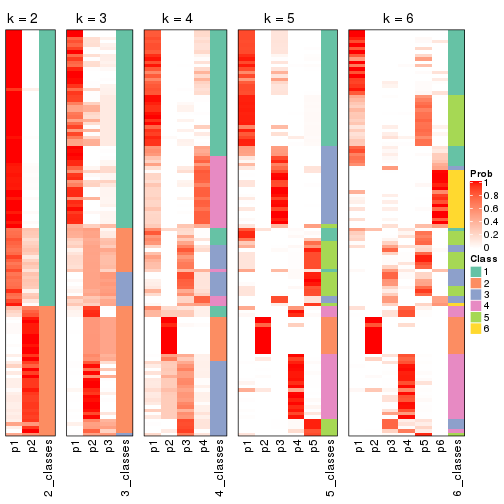 k = 2
k = 3
k = 4
k = 5
k = 6
p1
p2
2_classes
p1
p2
p3
3_classes
p1
p2
p3
p4
4_classes
p1
p2
p3
p4
p5
5_classes
p1
p2
p3
p4
p5
p6
6_classes
Prob
1
0.8
0.6
0.4
0.2
0
Class
1
2
3
4
5
6